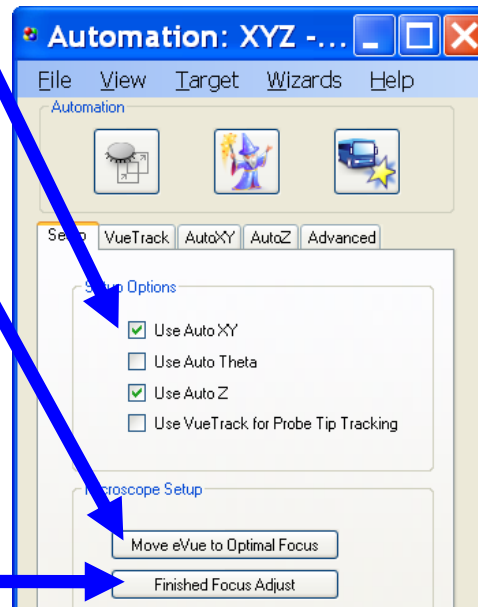 Automation: XYZ -...
File View Target Wizards Help
Automation
Setup VueTrack AutoXY AutoZ Advanced
Setup Options
Use Auto XY
Use Auto Theta
Use Auto Z
Use VueTrack for Probe Tip Tracking
Microscope Setup
Move eVue to Optimal Focus
Finished Focus Adjust